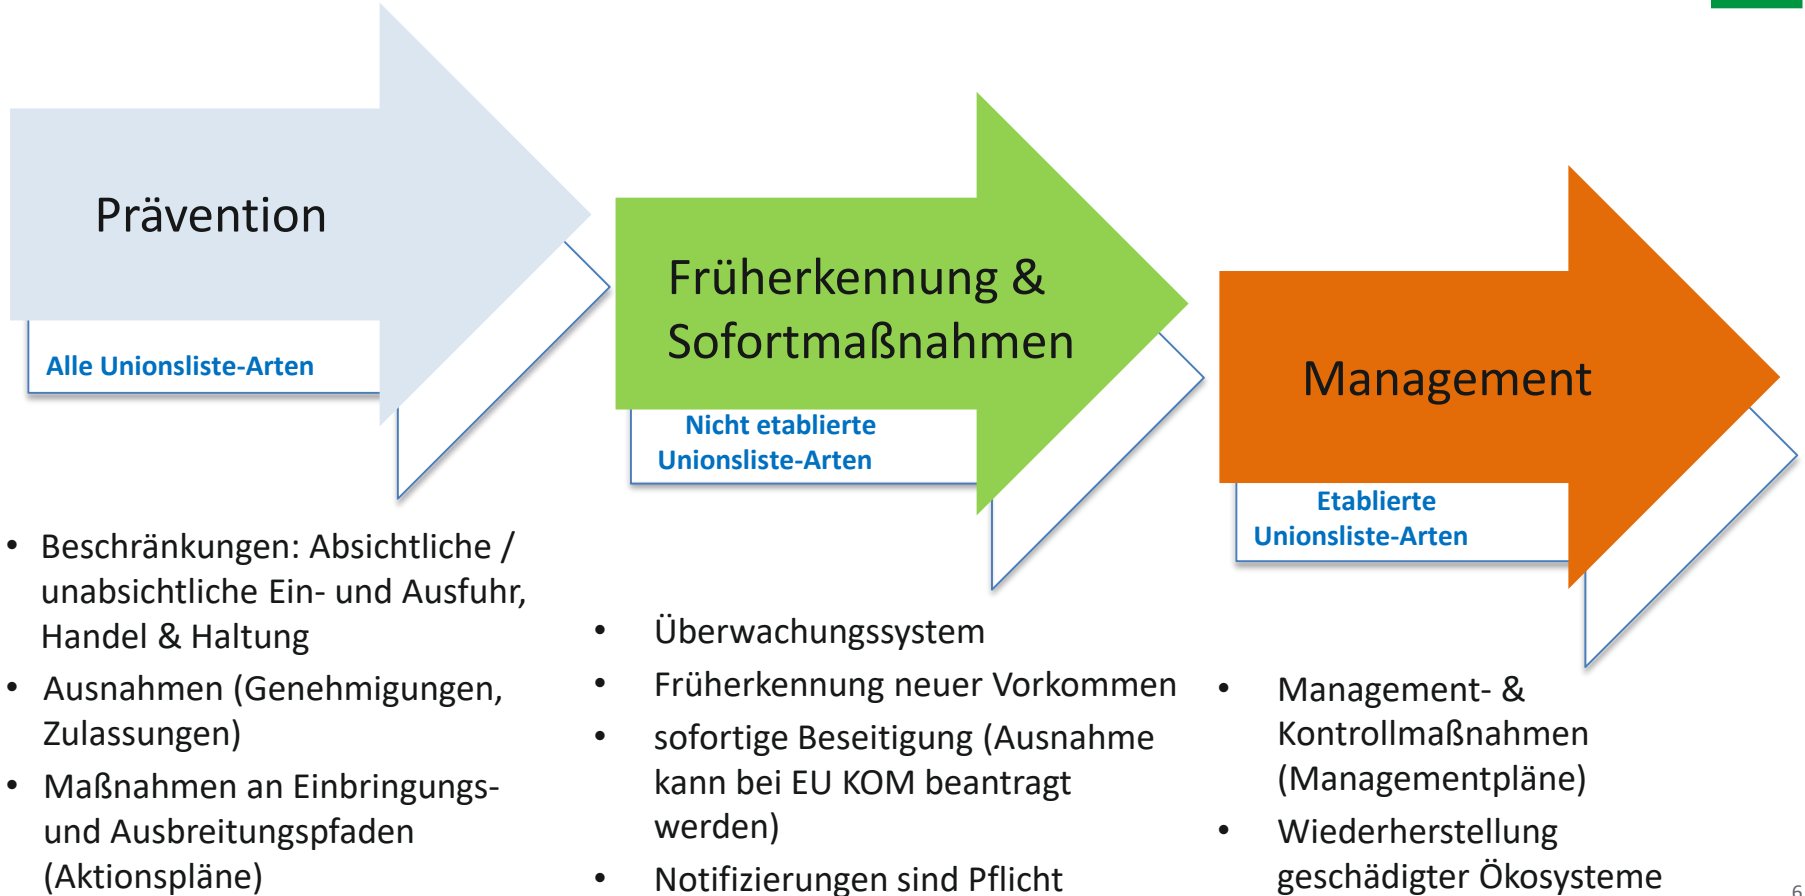 Prävention
Alle Unionsliste-Arten
• Beschränkungen: Absichtliche /
unabsichtliche Ein- und Ausfuhr,
Handel & Haltung
• Ausnahmen (Genehmigungen,
Zulassungen)
• Maßnahmen an Einbringungs-
und Ausbreitungspfaden
(Aktionspläne)
Früherkennung &
Sofortmaßnahmen
Nicht etablierte
Unionsliste-Arten
• Überwachungssystem
• Früherkennung neuer Vorkommen
• sofortige Beseitigung (Ausnahme
kann bei EU KOM beantragt
werden)
• Notifizierungen sind Pflicht
Management
Etablierte
Unionsliste-Arten
• Management- &
Kontrollmaßnahmen
(Managementpläne)
• Wiederherstellung
geschädigter Ökosysteme
6